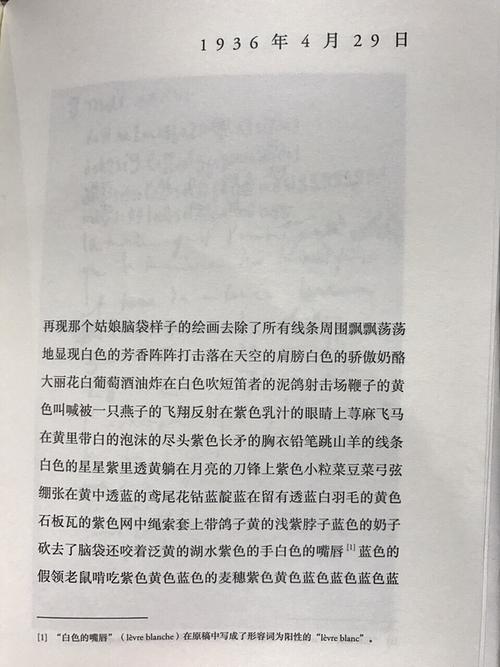 1936年4月29日
再现那个姑娘脑袋样子的绘画去除了所有线条周围飘飘荡荡
地显现白色的芳香阵阵打击落在天空的肩膀白色的骄傲奶酪
大丽花白葡萄酒油炸在白色吹短笛者的泥鸽射击场鞭子的黄
色叫喊被一只燕子的飞翔反射在紫色乳汁的眼睛上荨麻飞马
在黄里带白的泡沫的尽头紫色长矛的胸衣铅笔跳山羊的线条
白色的星星紫里透黄躺在月亮的刀锋上紫色小粒菜豆菜弓弦
绷张在黄中透蓝的鸢尾花钴蓝靛蓝在留有透蓝白羽毛的黄色
石板瓦的紫色网中绳索套上带鸽子黄的浅紫脖子蓝色的奶子
砍去了脑袋还咬着泛黄的湖水紫色的手白色的嘴唇[1]蓝色的
假领老鼠啃吃紫色黄色蓝色的麦穗紫色黄色蓝色蓝色蓝色蓝
[1] “白色的嘴唇”（lèvre blanche）在原稿中写成了形容词为阳性的“lèvre blanc”。